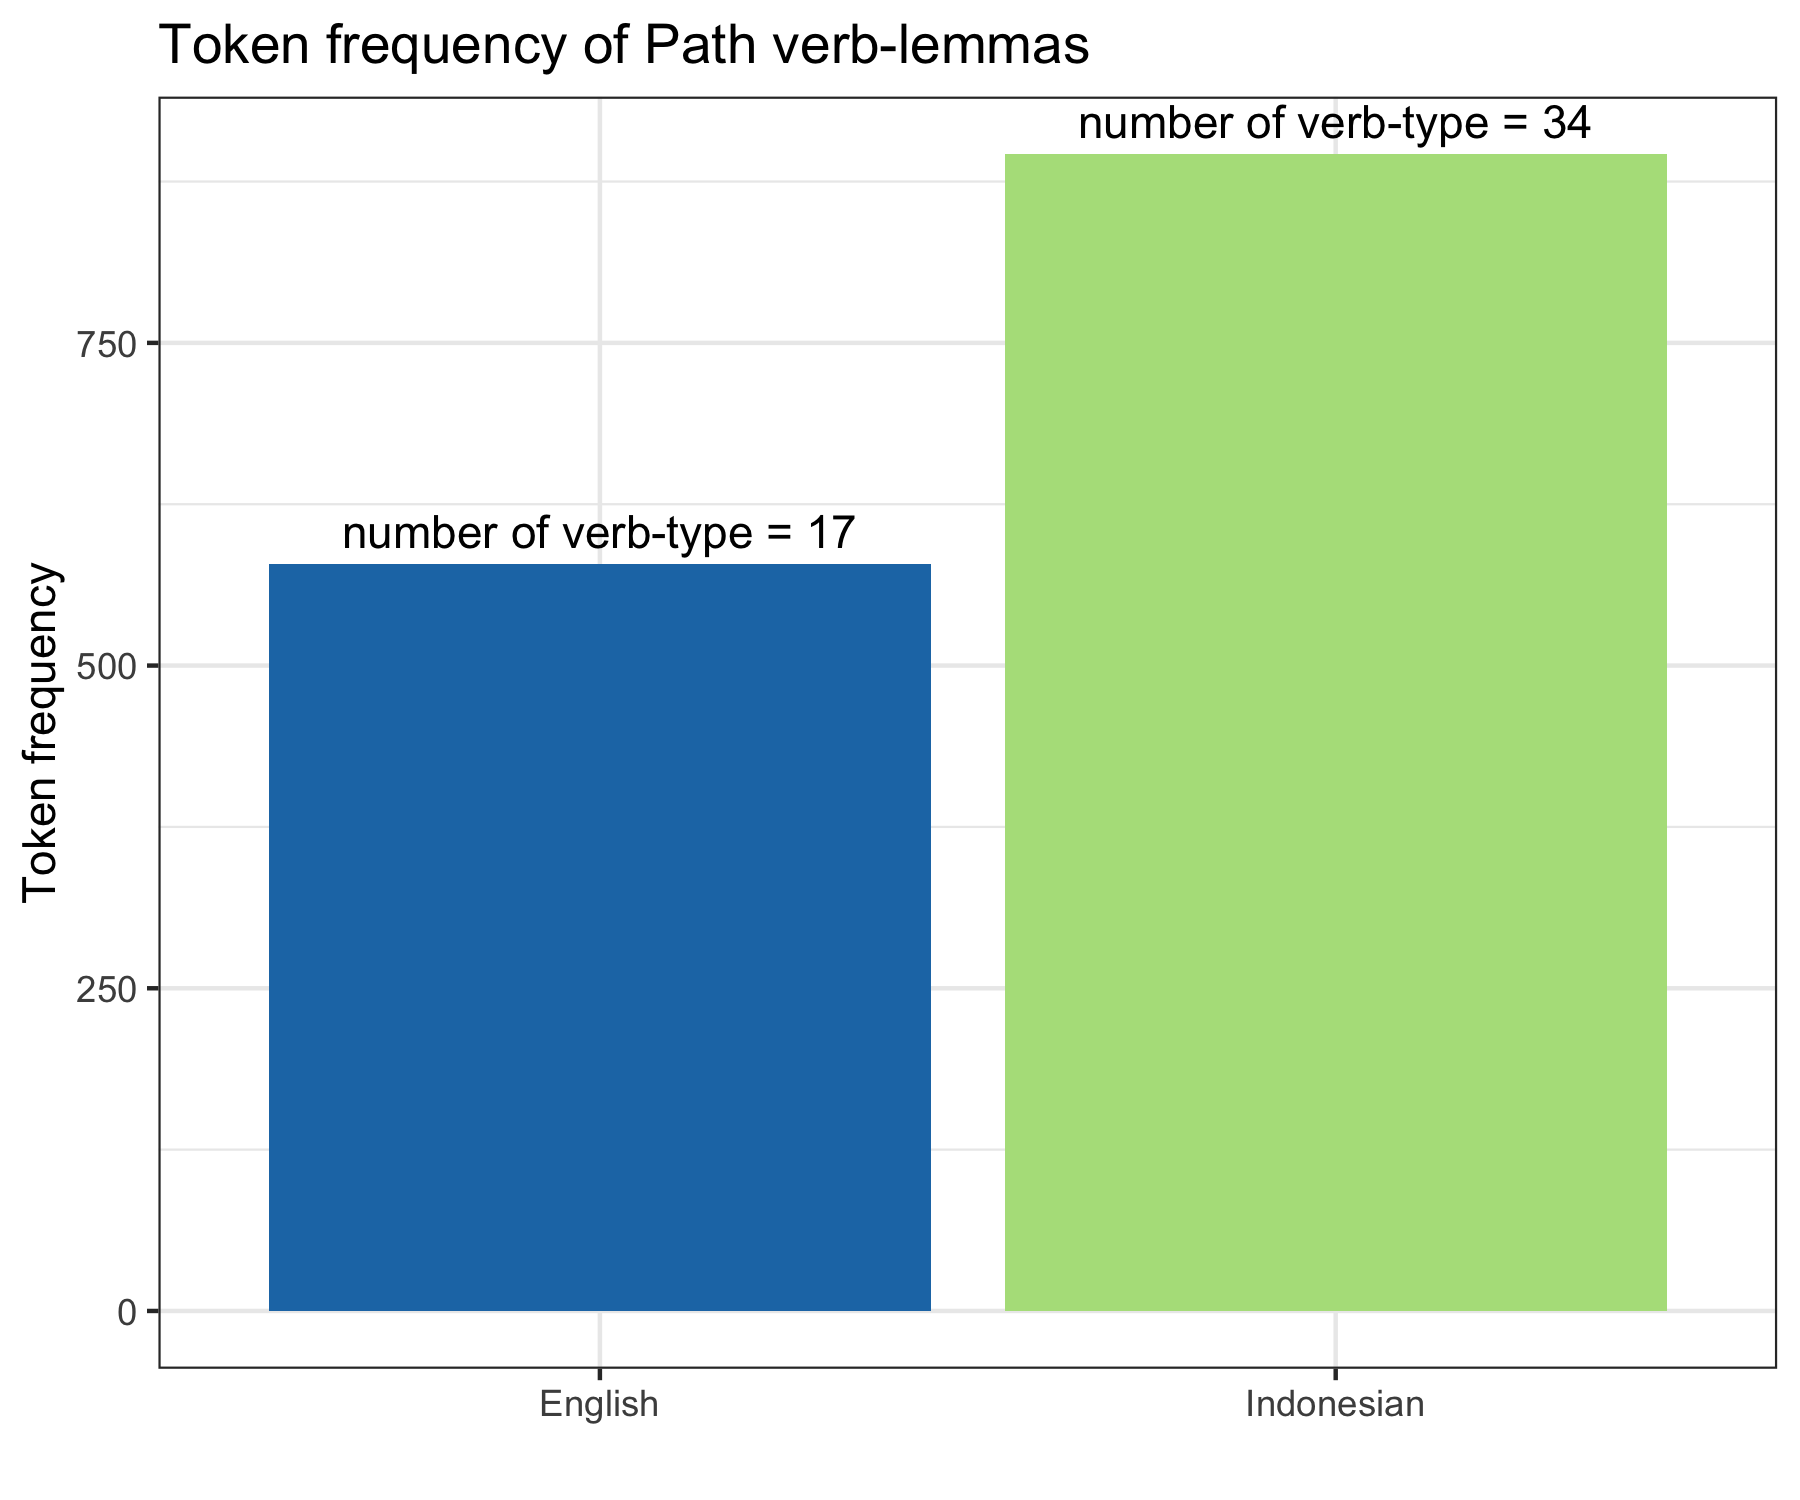 Token frequency of Path verb-lemmas
number of verb-type = 34
750
number of verb-type = 17
500
Token frequency
250
0
English
Indonesian